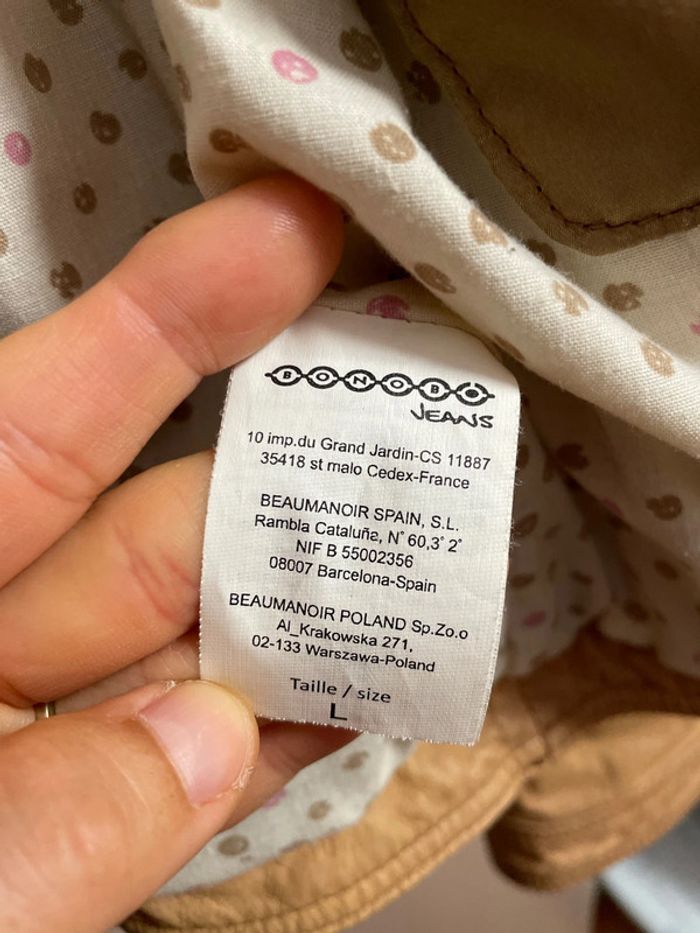 BONOBO
JEANS
10 imp.du Grand Jardin-CS 11887
35418 st malo Cedex-France
BEAUMANOIR SPAIN, S.L.
Rambla Cataluña, N° 60,3° 2°
NIF B 55002356
08007 Barcelona-Spain
BEAUMANOIR POLAND Sp.Zo.o
Al_Krakowska 271,
02-133 Warszawa-Poland
Taille / size
L